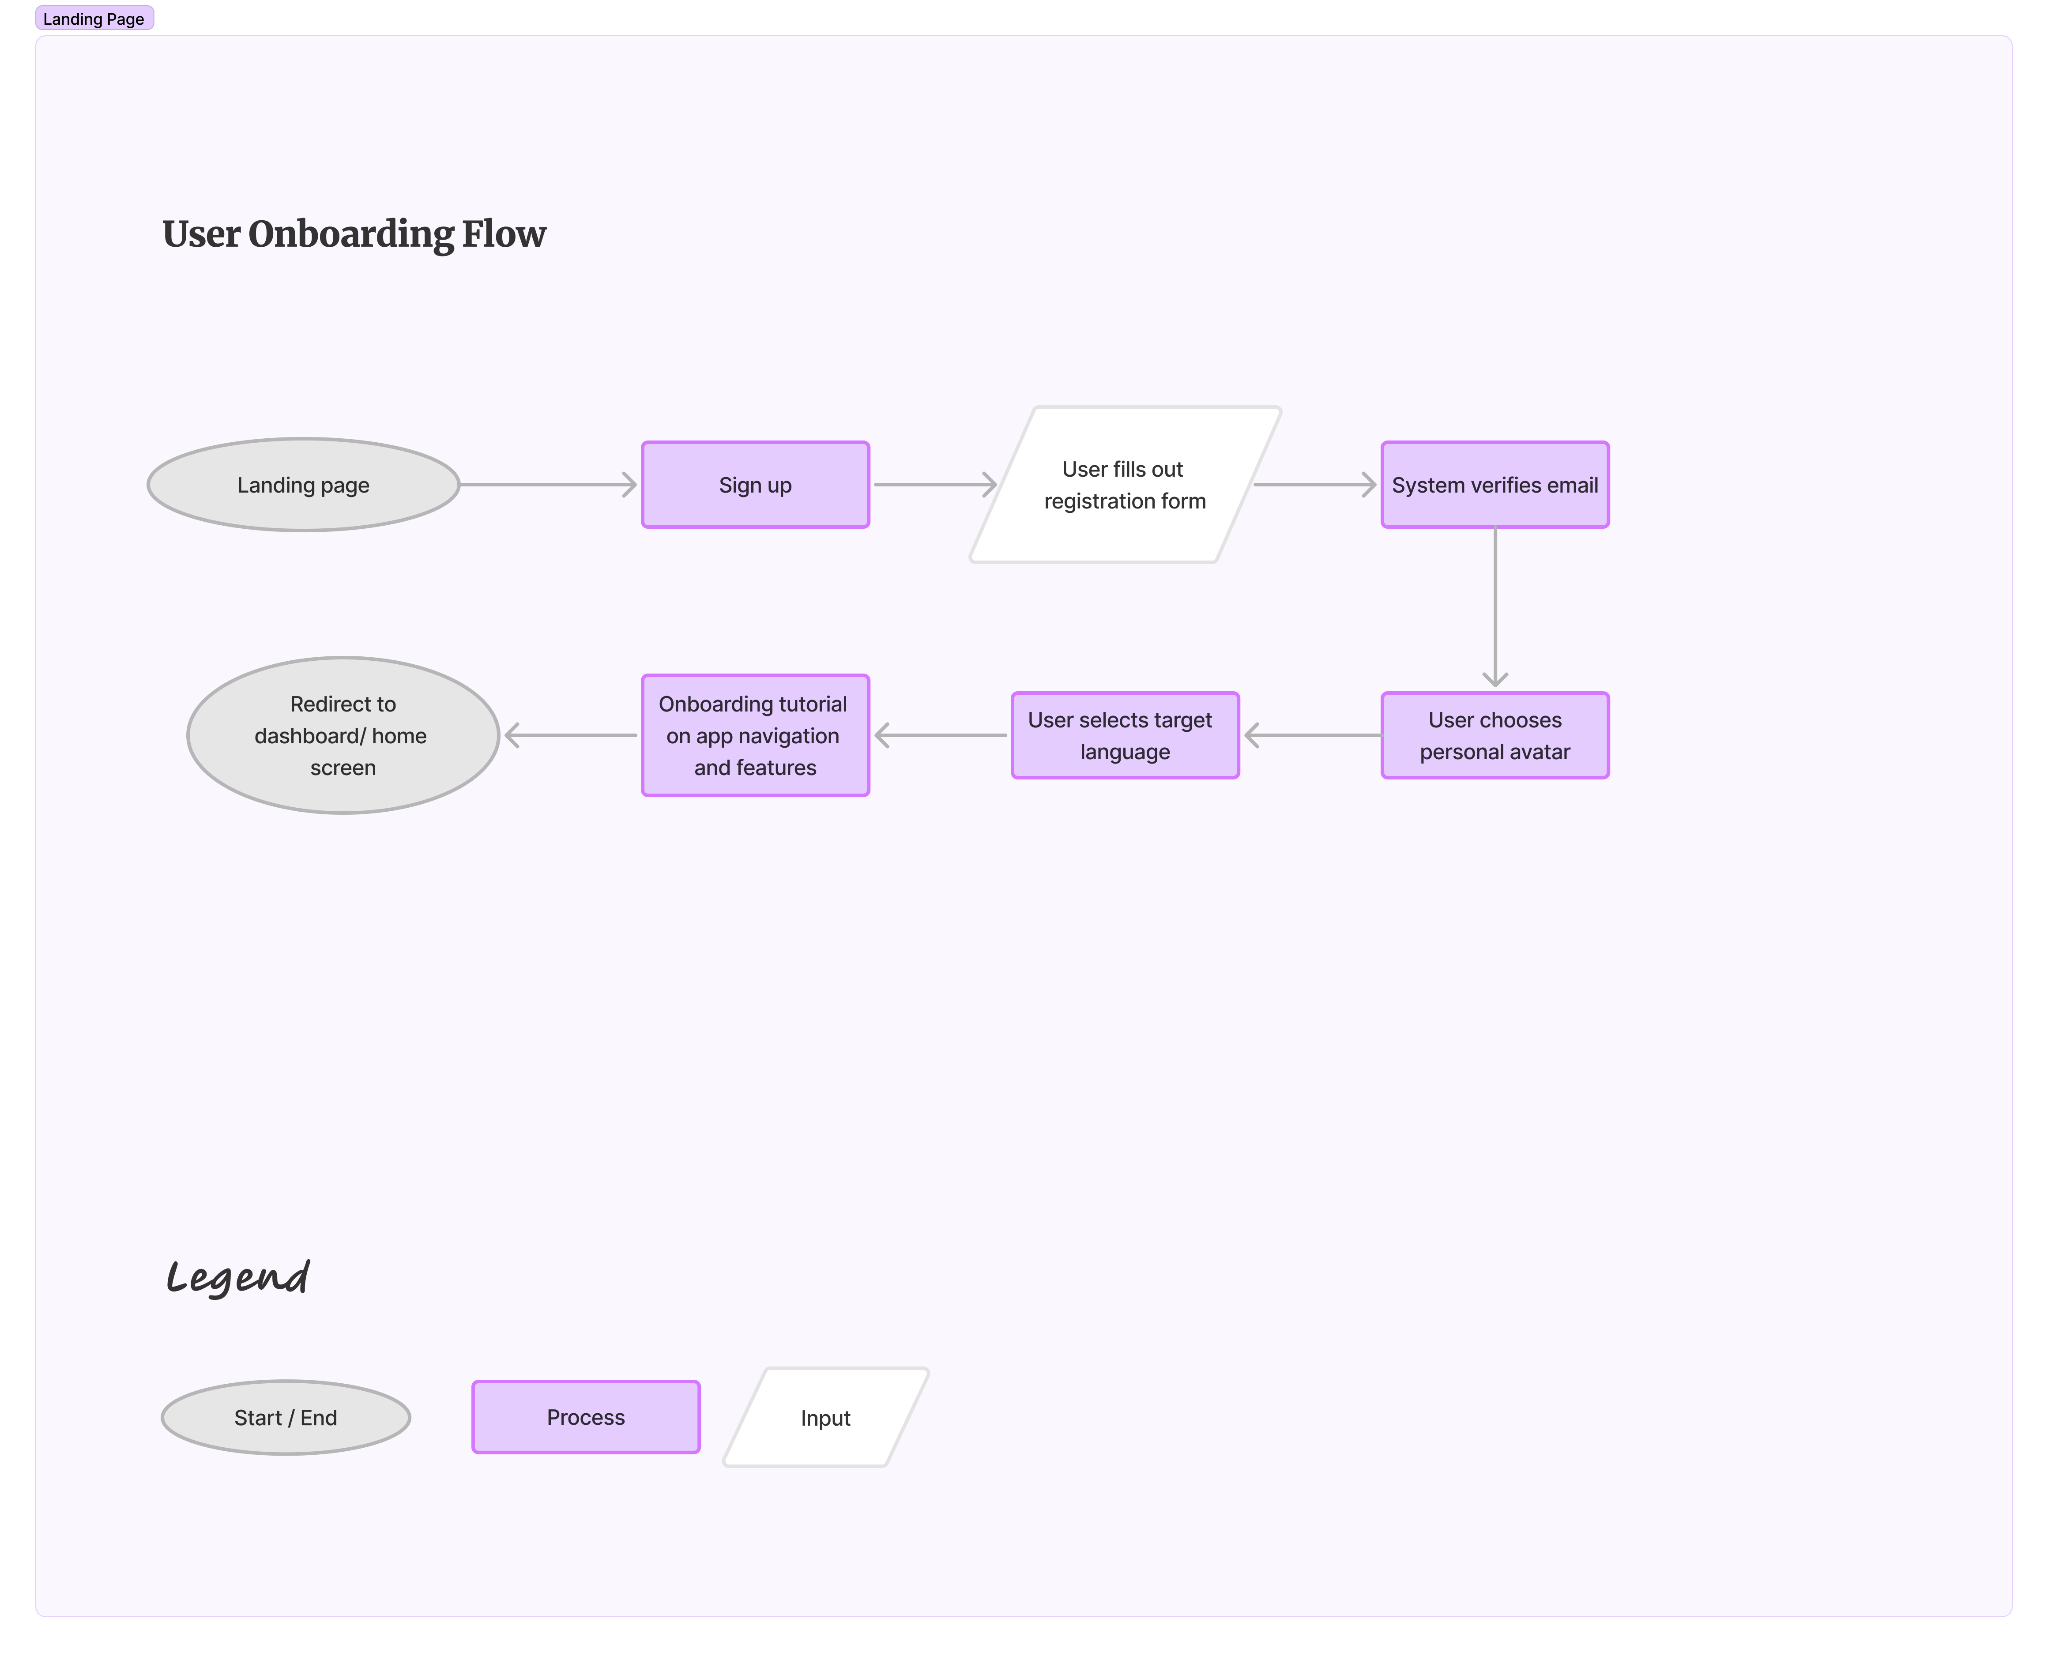 Landing Page
User Onboarding Flow
Landing page
Sign up
User fills out
registration form
System verifies email
Redirect to
dashboard/ home
screen
Onboarding tutorial
on app navigation
and features
User selects target
language
User chooses
personal avatar
Legend
Start / End
Process
Input